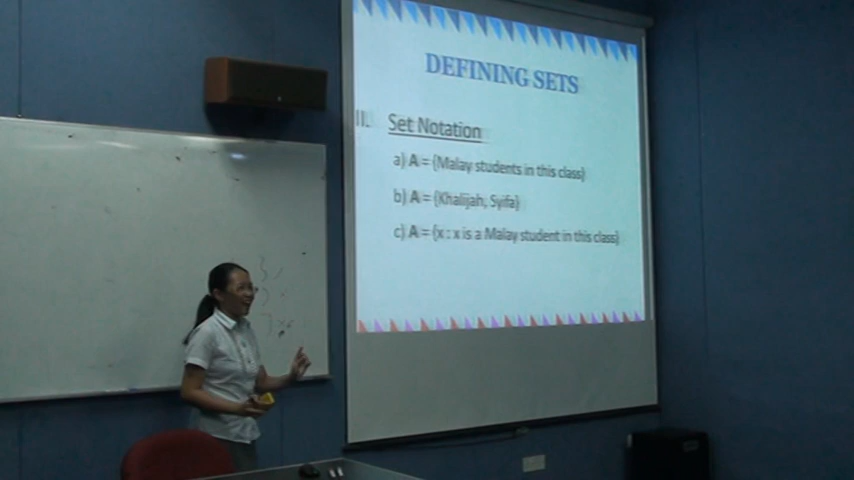 DEFINING SETS
II. Set Notation
a) A = {Malay students in this class}
b) A = {Khalijah, Syifa}
c) A = {x : x is a Malay student in this class}